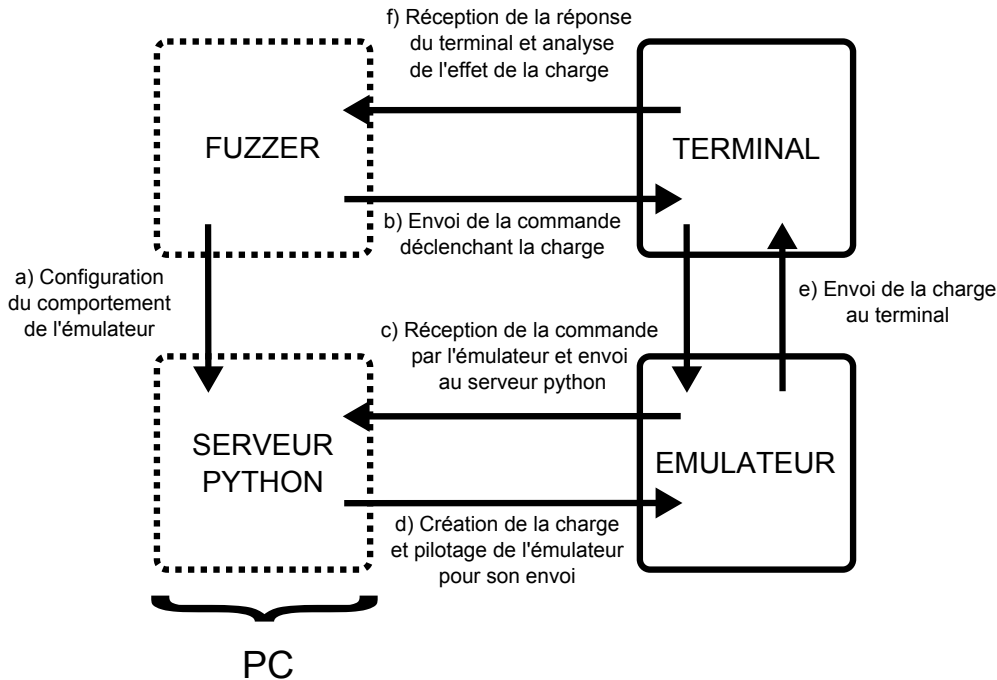 f) Réception de la réponse
du terminal et analyse
de l'effet de la charge
FUZZER
TERMINAL
b) Envoi de la commande
déclenchant la charge
a) Configuration
du comportement
de l'émulateur
e) Envoi de la charge
au terminal
c) Réception de la commande
par l'émulateur et envoi
au serveur python
SERVEUR
PYTHON
EMULATEUR
d) Création de la charge
et pilotage de l'émulateur
pour son envoi
PC